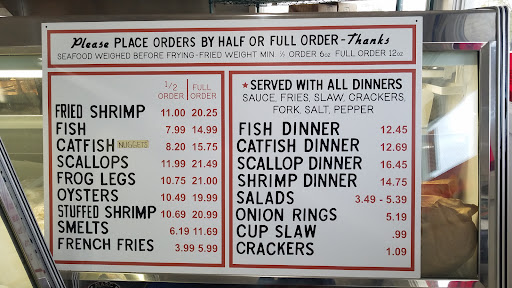 Please PLACE ORDERS BY HALF OR FULL ORDER - Thanks
SEAFOOD WEIGHED BEFORE FRYING - FRIED WEIGHT MIN. ½ ORDER 6oz FULL ORDER 12oz
1/2 ORDER FULL ORDER
FRIED SHRIMP 11.00 20.25
FISH 7.99 14.99
CATFISH NUGGETS 8.20 15.75
SCALLOPS 11.99 21.49
FROG LEGS 10.75 21.00
OYSTERS 10.49 19.99
STUFFED SHRIMP 10.69 20.99
SMELTS 6.19 11.69
FRENCH FRIES 3.99 5.99
★ SERVED WITH ALL DINNERS
SAUCE, FRIES, SLAW, CRACKERS,
FORK, SALT, PEPPER
FISH DINNER 12.45
CATFISH DINNER 12.69
SCALLOP DINNER 16.45
SHRIMP DINNER 14.75
SALADS 3.49 - 5.39
ONION RINGS 5.19
CUP SLAW .99
CRACKERS 1.09